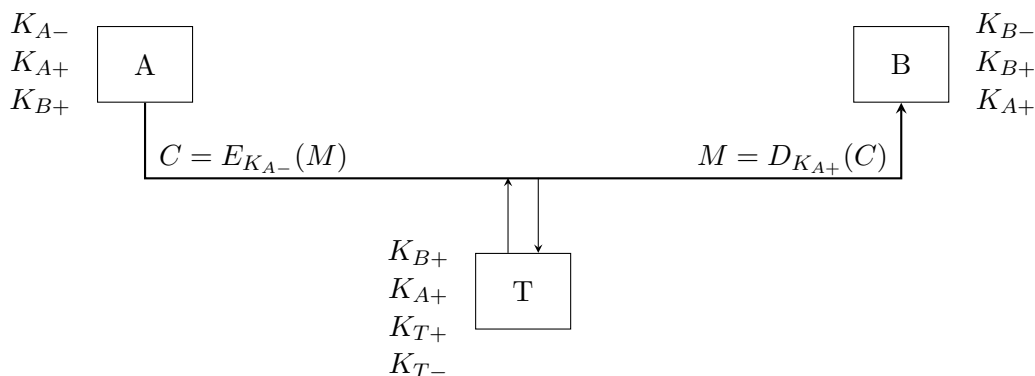 K_{A−}
K_{A+}
K_{B+}
A
B
K_{B−}
K_{B+}
K_{A+}
C = E_{K_{A−}}(M)
M = D_{K_{A+}}(C)
K_{B+}
K_{A+}
K_{T+}
K_{T−}
T